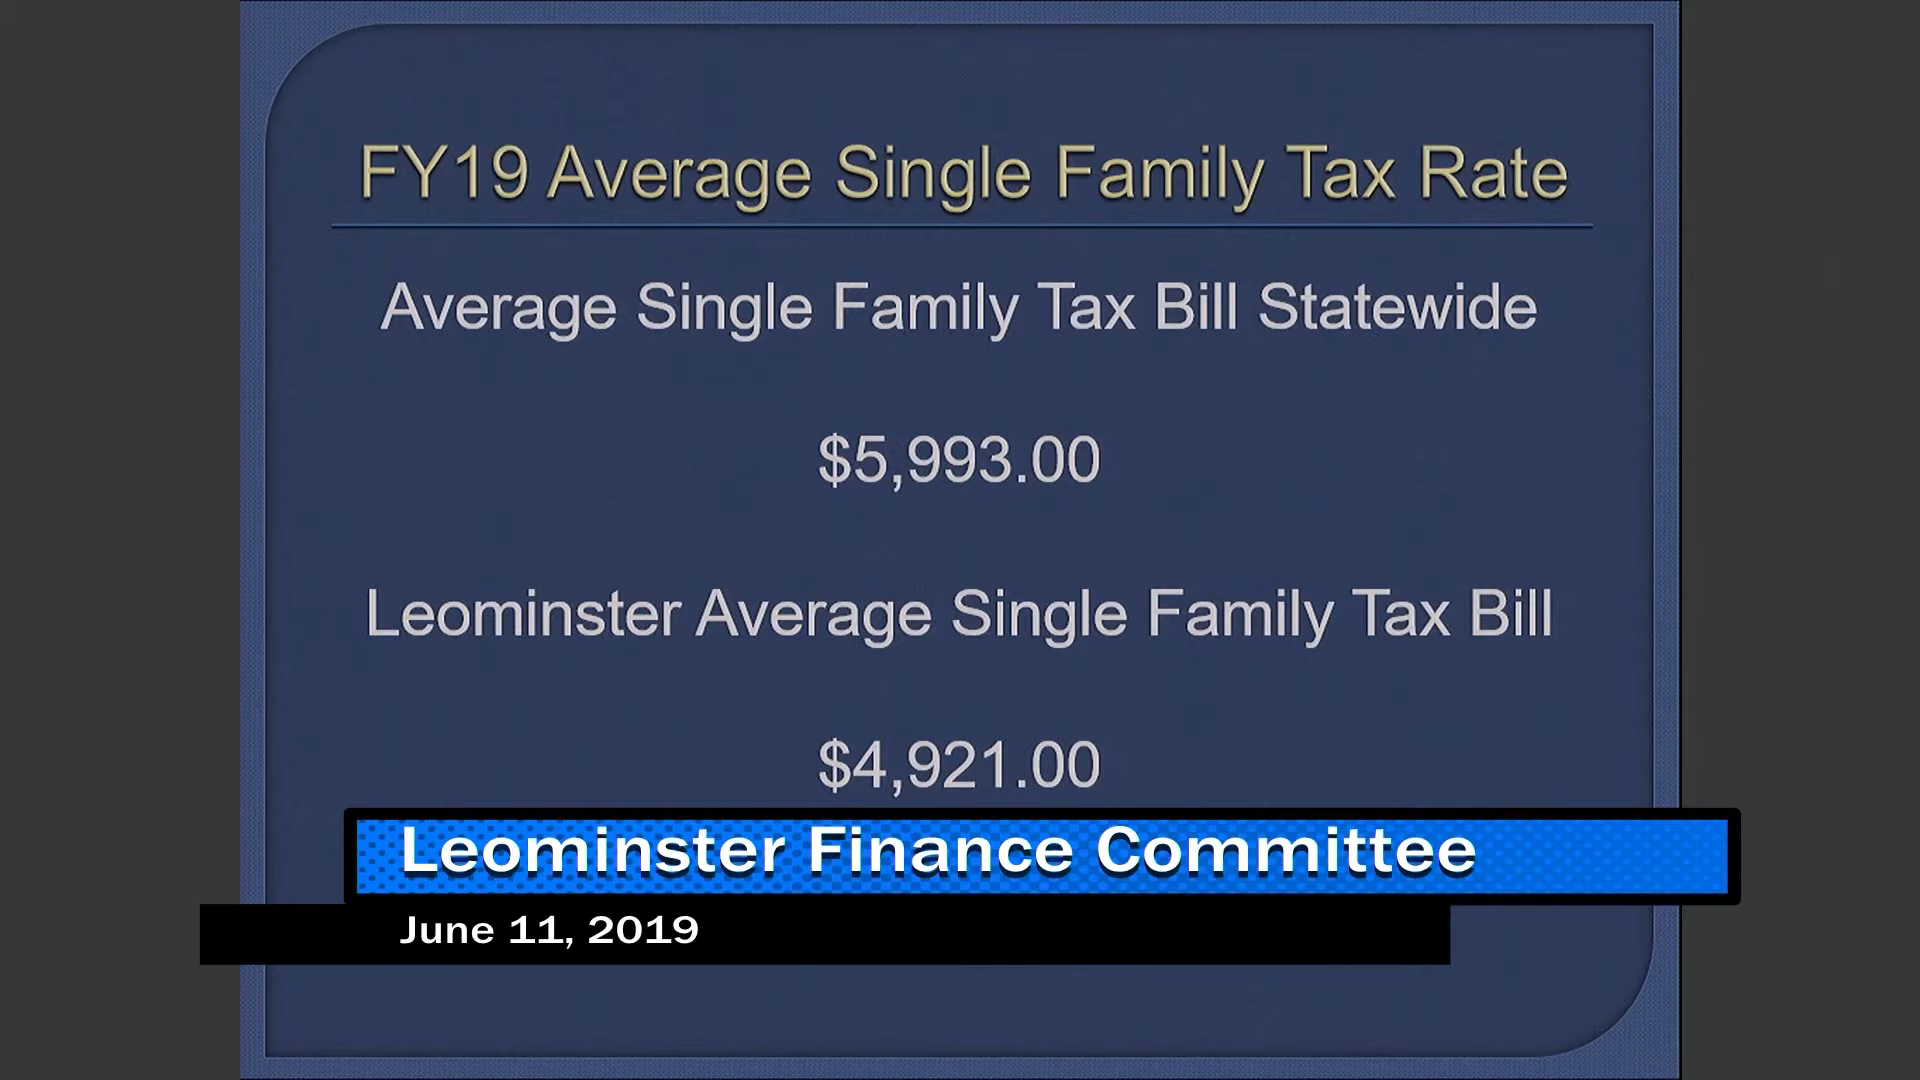 FY19 Average Single Family Tax Rate
Average Single Family Tax Bill Statewide
$5,993.00
Leominster Average Single Family Tax Bill
$4,921.00
Leominster Finance Committee
June 11, 2019